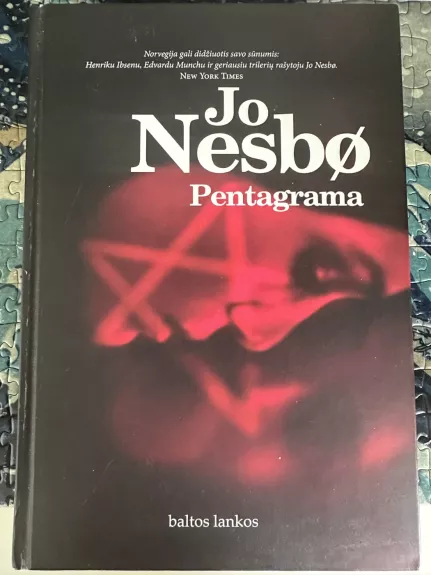 Norvegija gali didžiuotis savo sūnumis:
Henriku Ibsenu, Edvardu Munchu ir geriausiu trilerių rašytoju Jo Nesbø.
NEW YORK TIMES
Jo
Nesbø
Pentagrama
baltos lankos